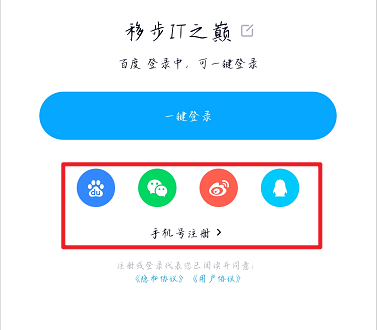 移步IT之巅
百度 登录中，可一键登录
一键登录
du
手机号注册 >
注册或登录代表您已阅读并同意：
《隐私协议》 《用户协议》